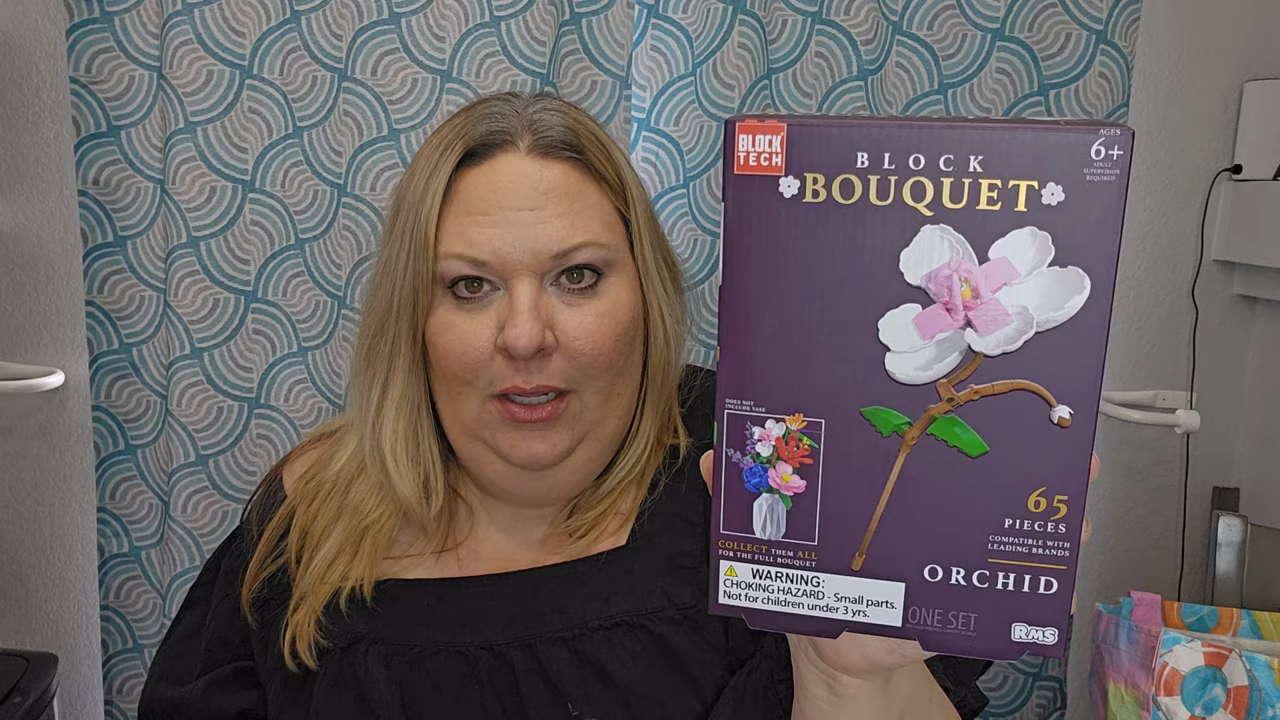 BLOCK
TECH
BLOCK
BOUQUET
AGES
6+
ADULT
SUPERVISION
REQUIRED
DOES NOT
INCLUDE VASE
COLLECT THEM ALL
FOR THE FULL BOUQUET
65
PIECES
COMPATIBLE WITH
LEADING BRANDS
ORCHID
WARNING:
CHOKING HAZARD - Small parts.
Not for children under 3 yrs.
ONE SET
RMS